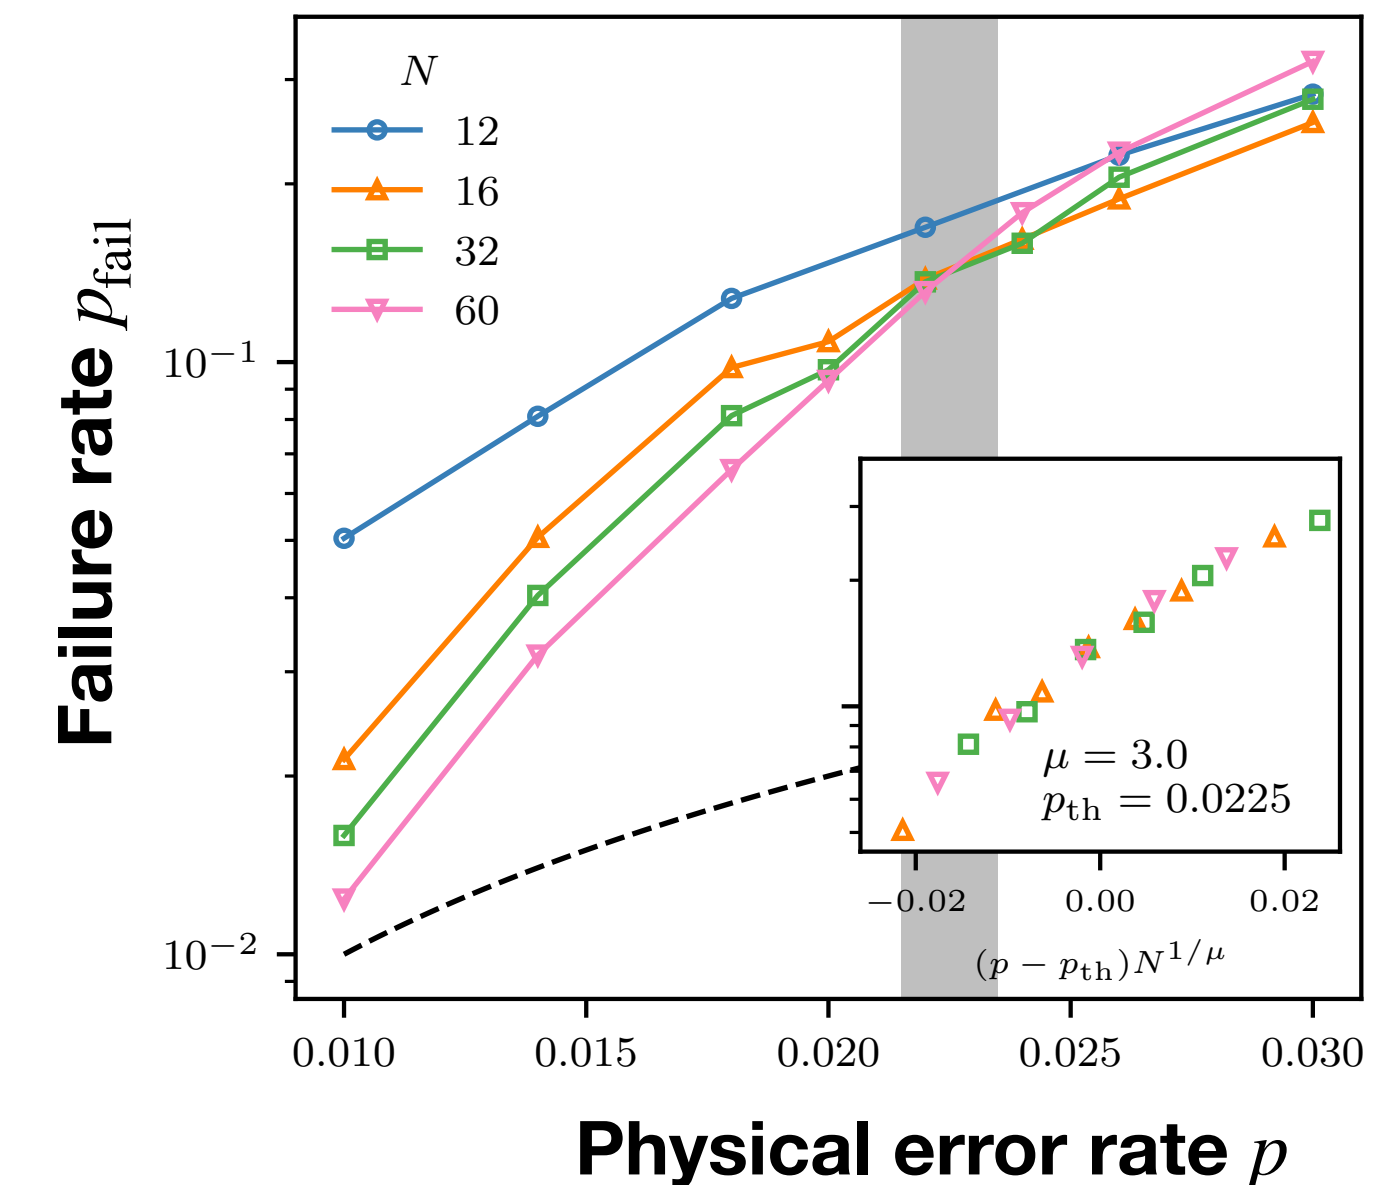 N
12
16
32
60
Failure rate p_fail
10^−1
10^−2
0.010 0.015 0.020 0.025 0.030
Physical error rate p
μ = 3.0
p_th = 0.0225
−0.02 0.00 0.02
(p − p_th)N^1/μ